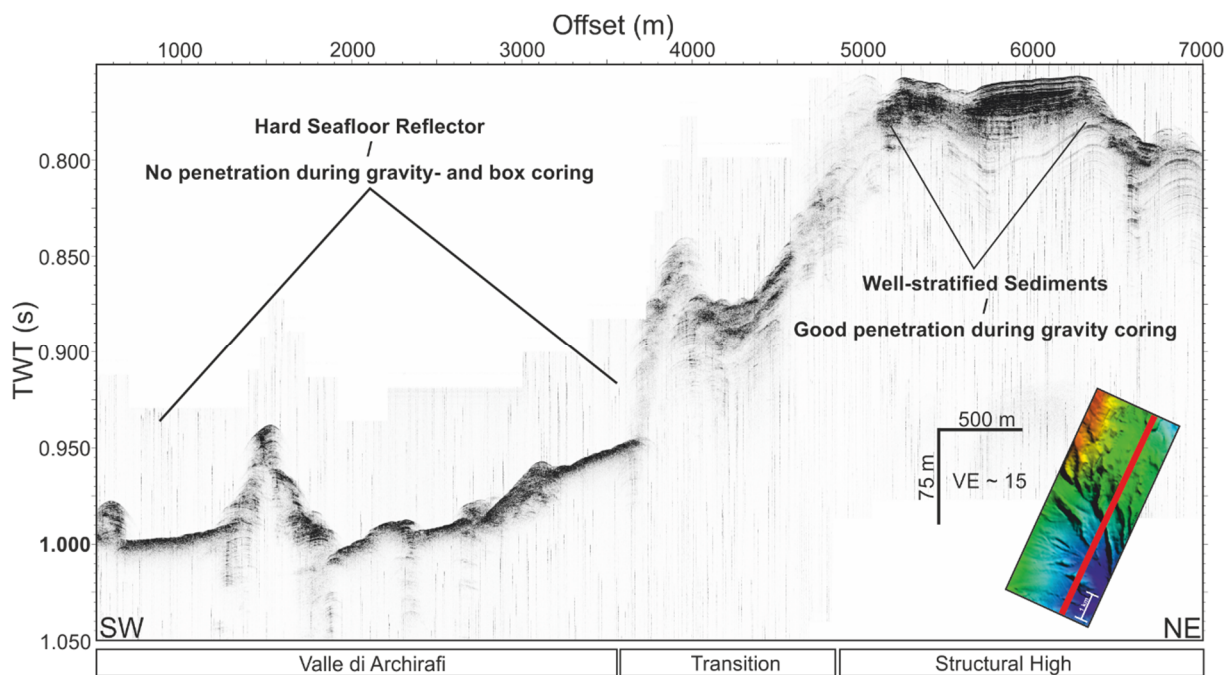 Offset (m)
1000 2000 3000 4000 5000 6000 7000
TWT (s)
0.800
0.850
0.900
0.950
1.000
1.050
Hard Seafloor Reflector
/
No penetration during gravity- and box coring
Well-stratified Sediments
/
Good penetration during gravity coring
500 m
75 m
VE ~ 15
SW
NE
Valle di Archirafi
Transition
Structural High